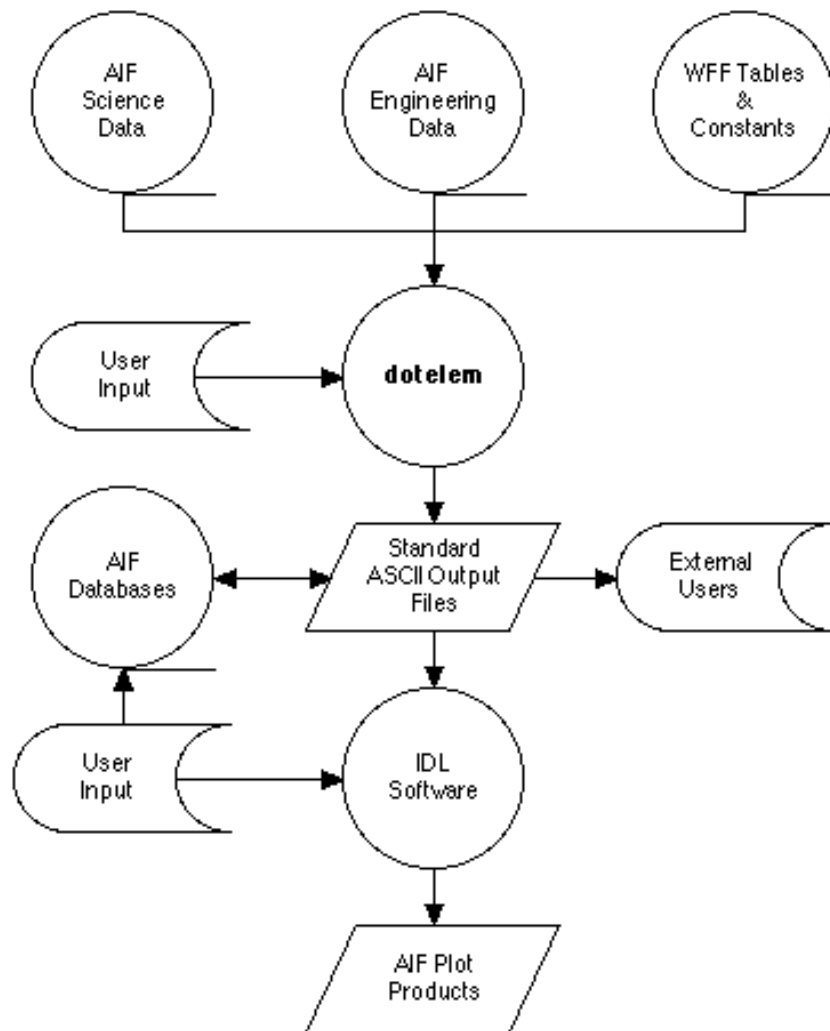 AIF
Science
Data
AIF
Engineering
Data
WFF Tables
&
Constants
User
Input
dotelem
AIF
Databases
Standard
ASCII Output
Files
External
Users
User
Input
IDL
Software
AIF Plot
Products